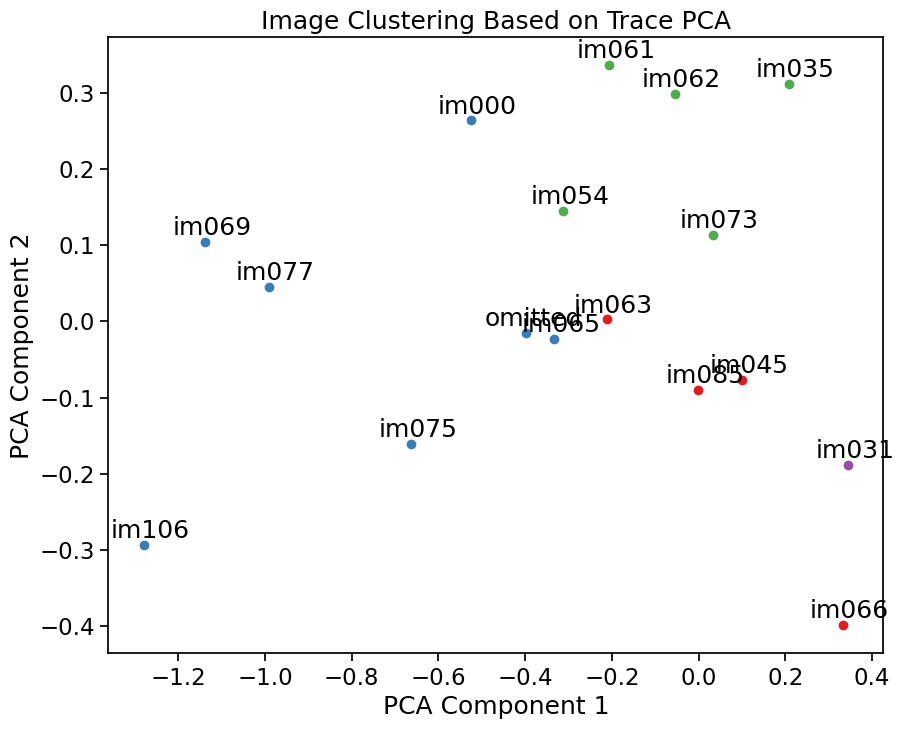 Image Clustering Based on Trace PCA
im061
im062
im035
im000
im054
im073
im069
im077
im063
omitted
im065
im045
im085
im075
im031
im106
im066
0.3
0.2
0.1
0.0
−0.1
−0.2
−0.3
−0.4
PCA Component 2
−1.2 −1.0 −0.8 −0.6 −0.4 −0.2 0.0 0.2 0.4
PCA Component 1